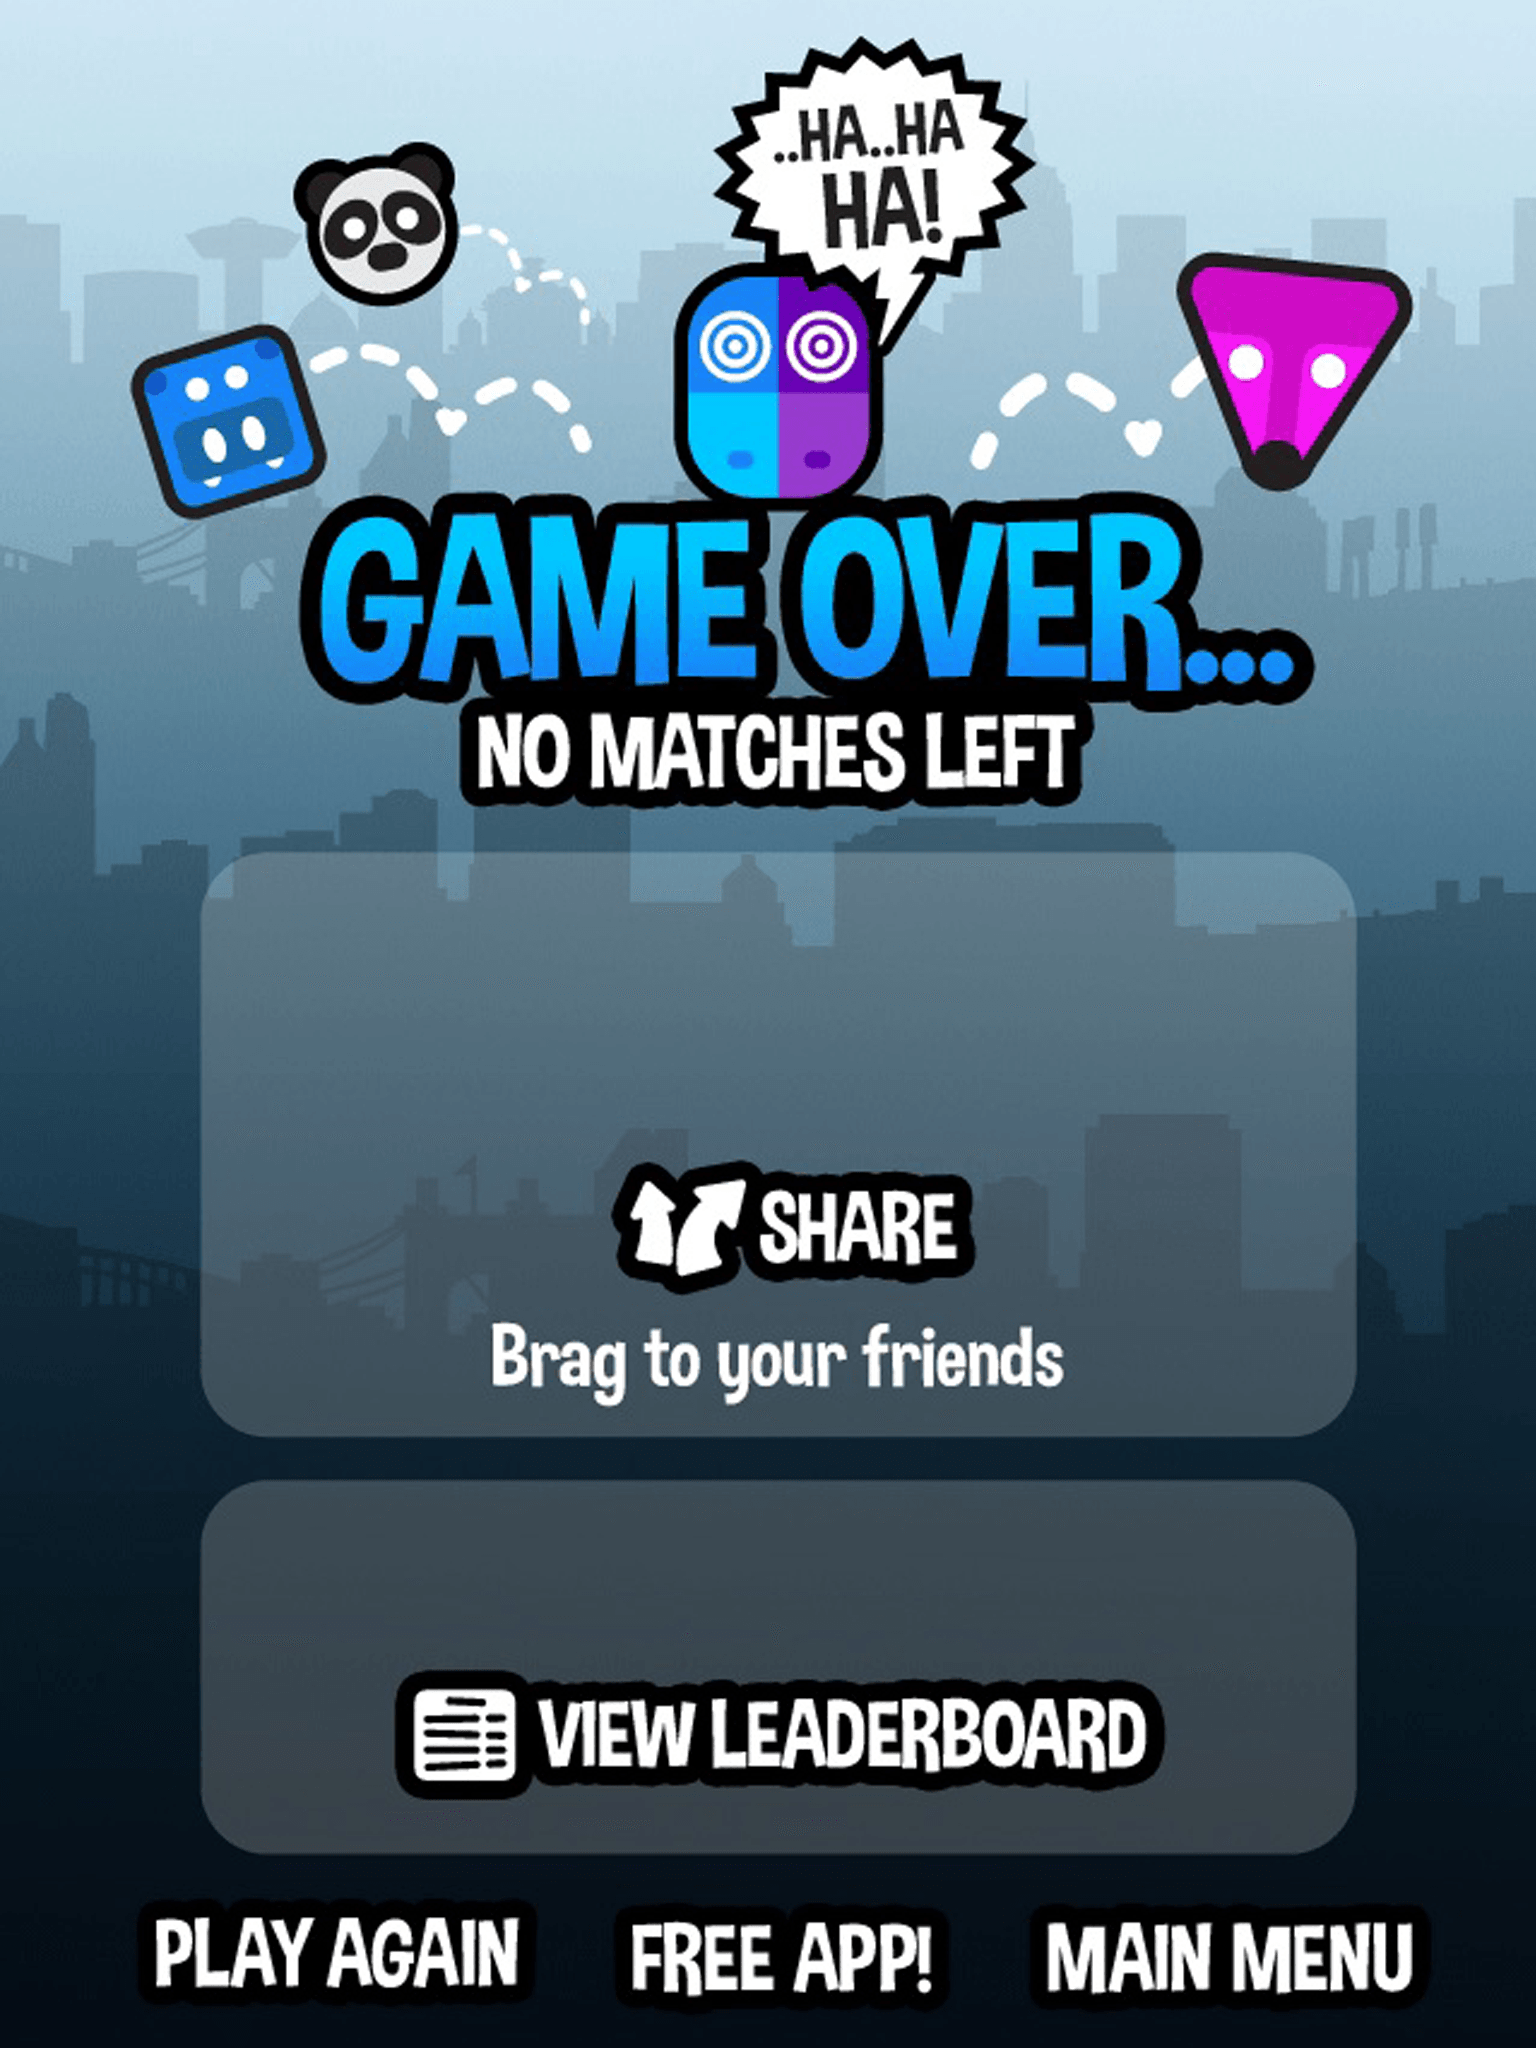 ..HA..HA
HA!
GAME OVER...
NO MATCHES LEFT
SHARE
Brag to your friends
VIEW LEADERBOARD
PLAY AGAIN
FREE APP!
MAIN MENU